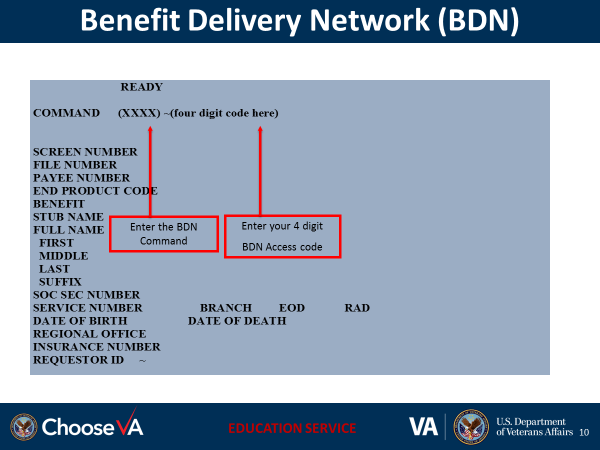 Benefit Delivery Network (BDN)
READY
COMMAND (XXXX) ~(four digit code here)
SCREEN NUMBER
FILE NUMBER
PAYEE NUMBER
END PRODUCT CODE
BENEFIT
STUB NAME
FULL NAME
FIRST
MIDDLE
LAST
SUFFIX
Enter the BDN
Command
Enter your 4 digit
BDN Access code
SOC SEC NUMBER
SERVICE NUMBER BRANCH EOD RAD
DATE OF BIRTH DATE OF DEATH
REGIONAL OFFICE
INSURANCE NUMBER
REQUESTOR ID ~
ChooseVA
EDUCATION SERVICE
VA
U.S. Department
of Veterans Affairs
10